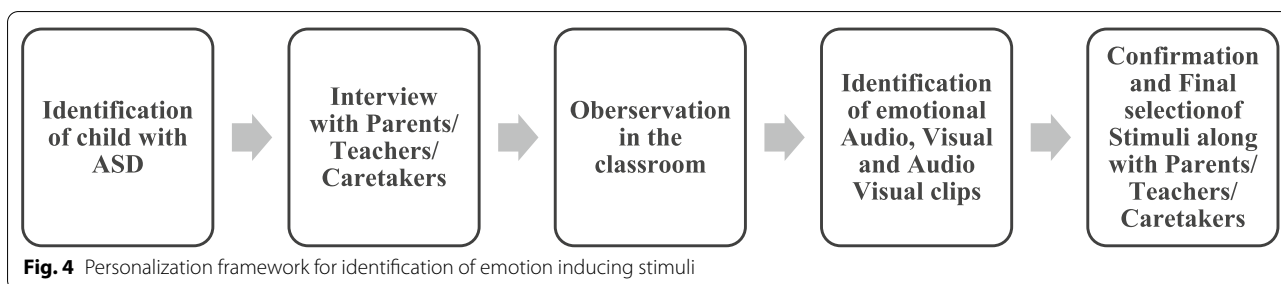 Identification
of child with
ASD
Interview
with Parents/
Teachers/
Caretakers
Oberservation
in the
classroom
Identification
of emotional
Audio, Visual
and Audio
Visual clips
Confirmation
and Final
selectionof
Stimuli along
with Parents/
Teachers/
Caretakers
Fig. 4 Personalization framework for identification of emotion inducing stimuli